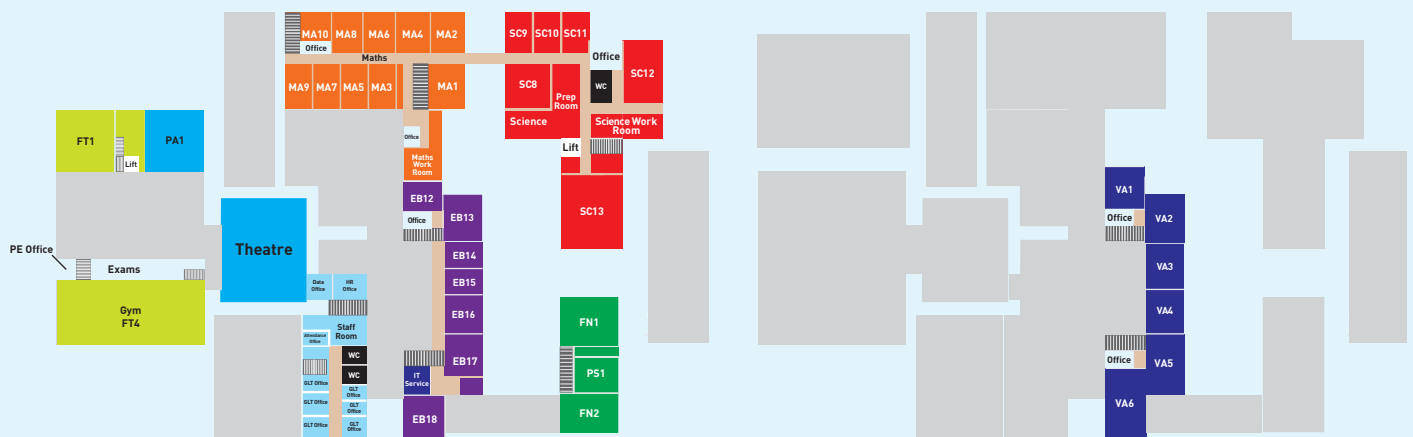 MA10
MA8
MA6
MA4
MA2
Office
Maths
MA9
MA7
MA5
MA3
MA1
Office
Maths
Work
Room
SC9
SC10
SC11
Office
SC12
SC8
WC
Prep
Room
Science
Science Work
Room
Lift
SC13
FT1
Lift
PA1
PE Office
Exams
Gym
FT4
Theatre
Data
Office
HR
Office
Staff
Room
Attendance
Office
WC
WC
GLT Office
GLT
Office
GLT Office
GLT
Office
GLT Office
GLT
Office
EB12
Office
EB13
EB14
EB15
EB16
EB17
IT
Service
EB18
FN1
PS1
FN2
VA1
Office
VA2
VA3
VA4
Office
VA5
VA6